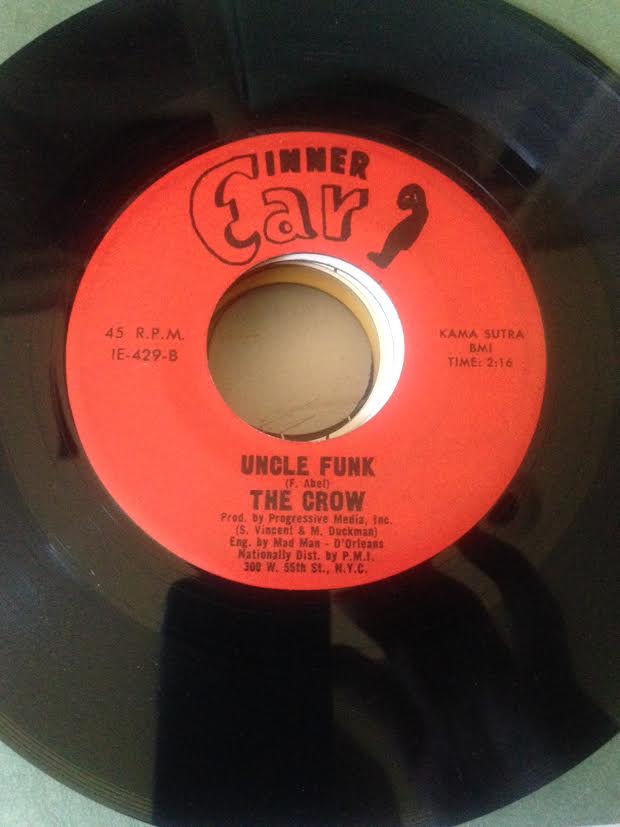 INNER
Ear
45 R.P.M.
IE-429-B
KAMA SUTRA
BMI
TIME: 2:16
UNCLE FUNK
(F. Abel)
THE CROW
Prod. by Progressive Media, Inc.
(S. Vincent & M. Duckman)
Eng. by Mad Man - D'Orleans
Nationally Dist. by P.M.I.
300 W. 55th St., N.Y.C.